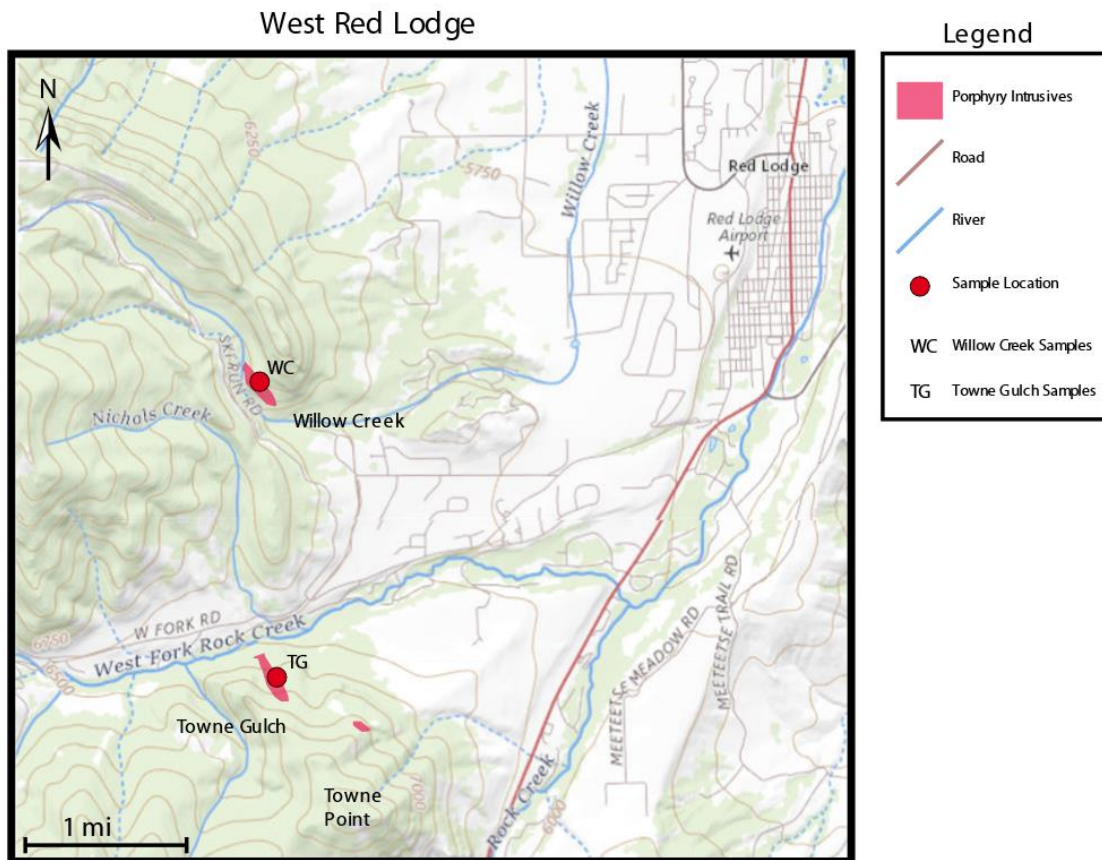 West Red Lodge
Legend
N
Porphyry Intrusives
Road
River
Sample Location
WC Willow Creek Samples
TG Towne Gulch Samples
6250
5750
Willow Creek
Red Lodge
Red Lodge
Airport
SKI RUN RD
WC
Nichols Creek
Willow Creek
W FORK RD
6750
6500
West Fork Rock Creek
TG
Towne Gulch
MEETEETSE MEADOW RD
MEETEETSE TRAIL RD
Towne
Point
7000
Rock Creek
6000
1 mi